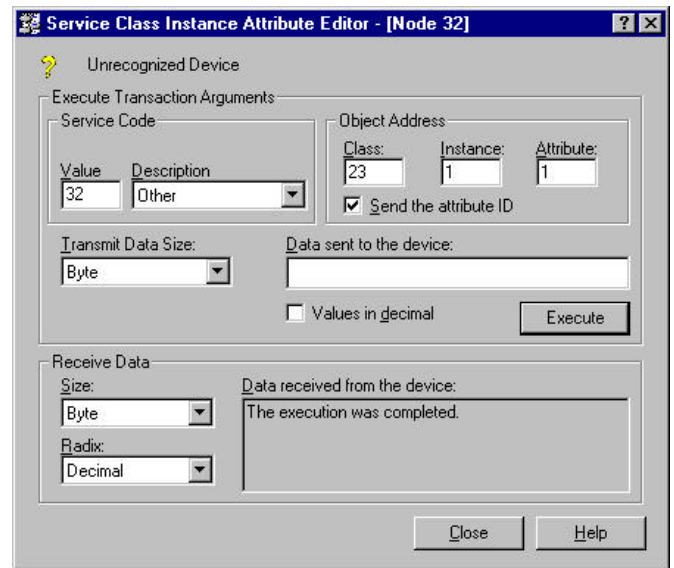 Service Class Instance Attribute Editor - [Node 32]
Unrecognized Device
Execute Transaction Arguments
Service Code
Value Description
32 Other
Object Address
Class: Instance: Attribute:
23 1 1
Send the attribute ID
Transmit Data Size:
Byte
Data sent to the device:
Values in decimal
Execute
Receive Data
Size:
Byte
Radix:
Decimal
Data received from the device:
The execution was completed.
Close Help